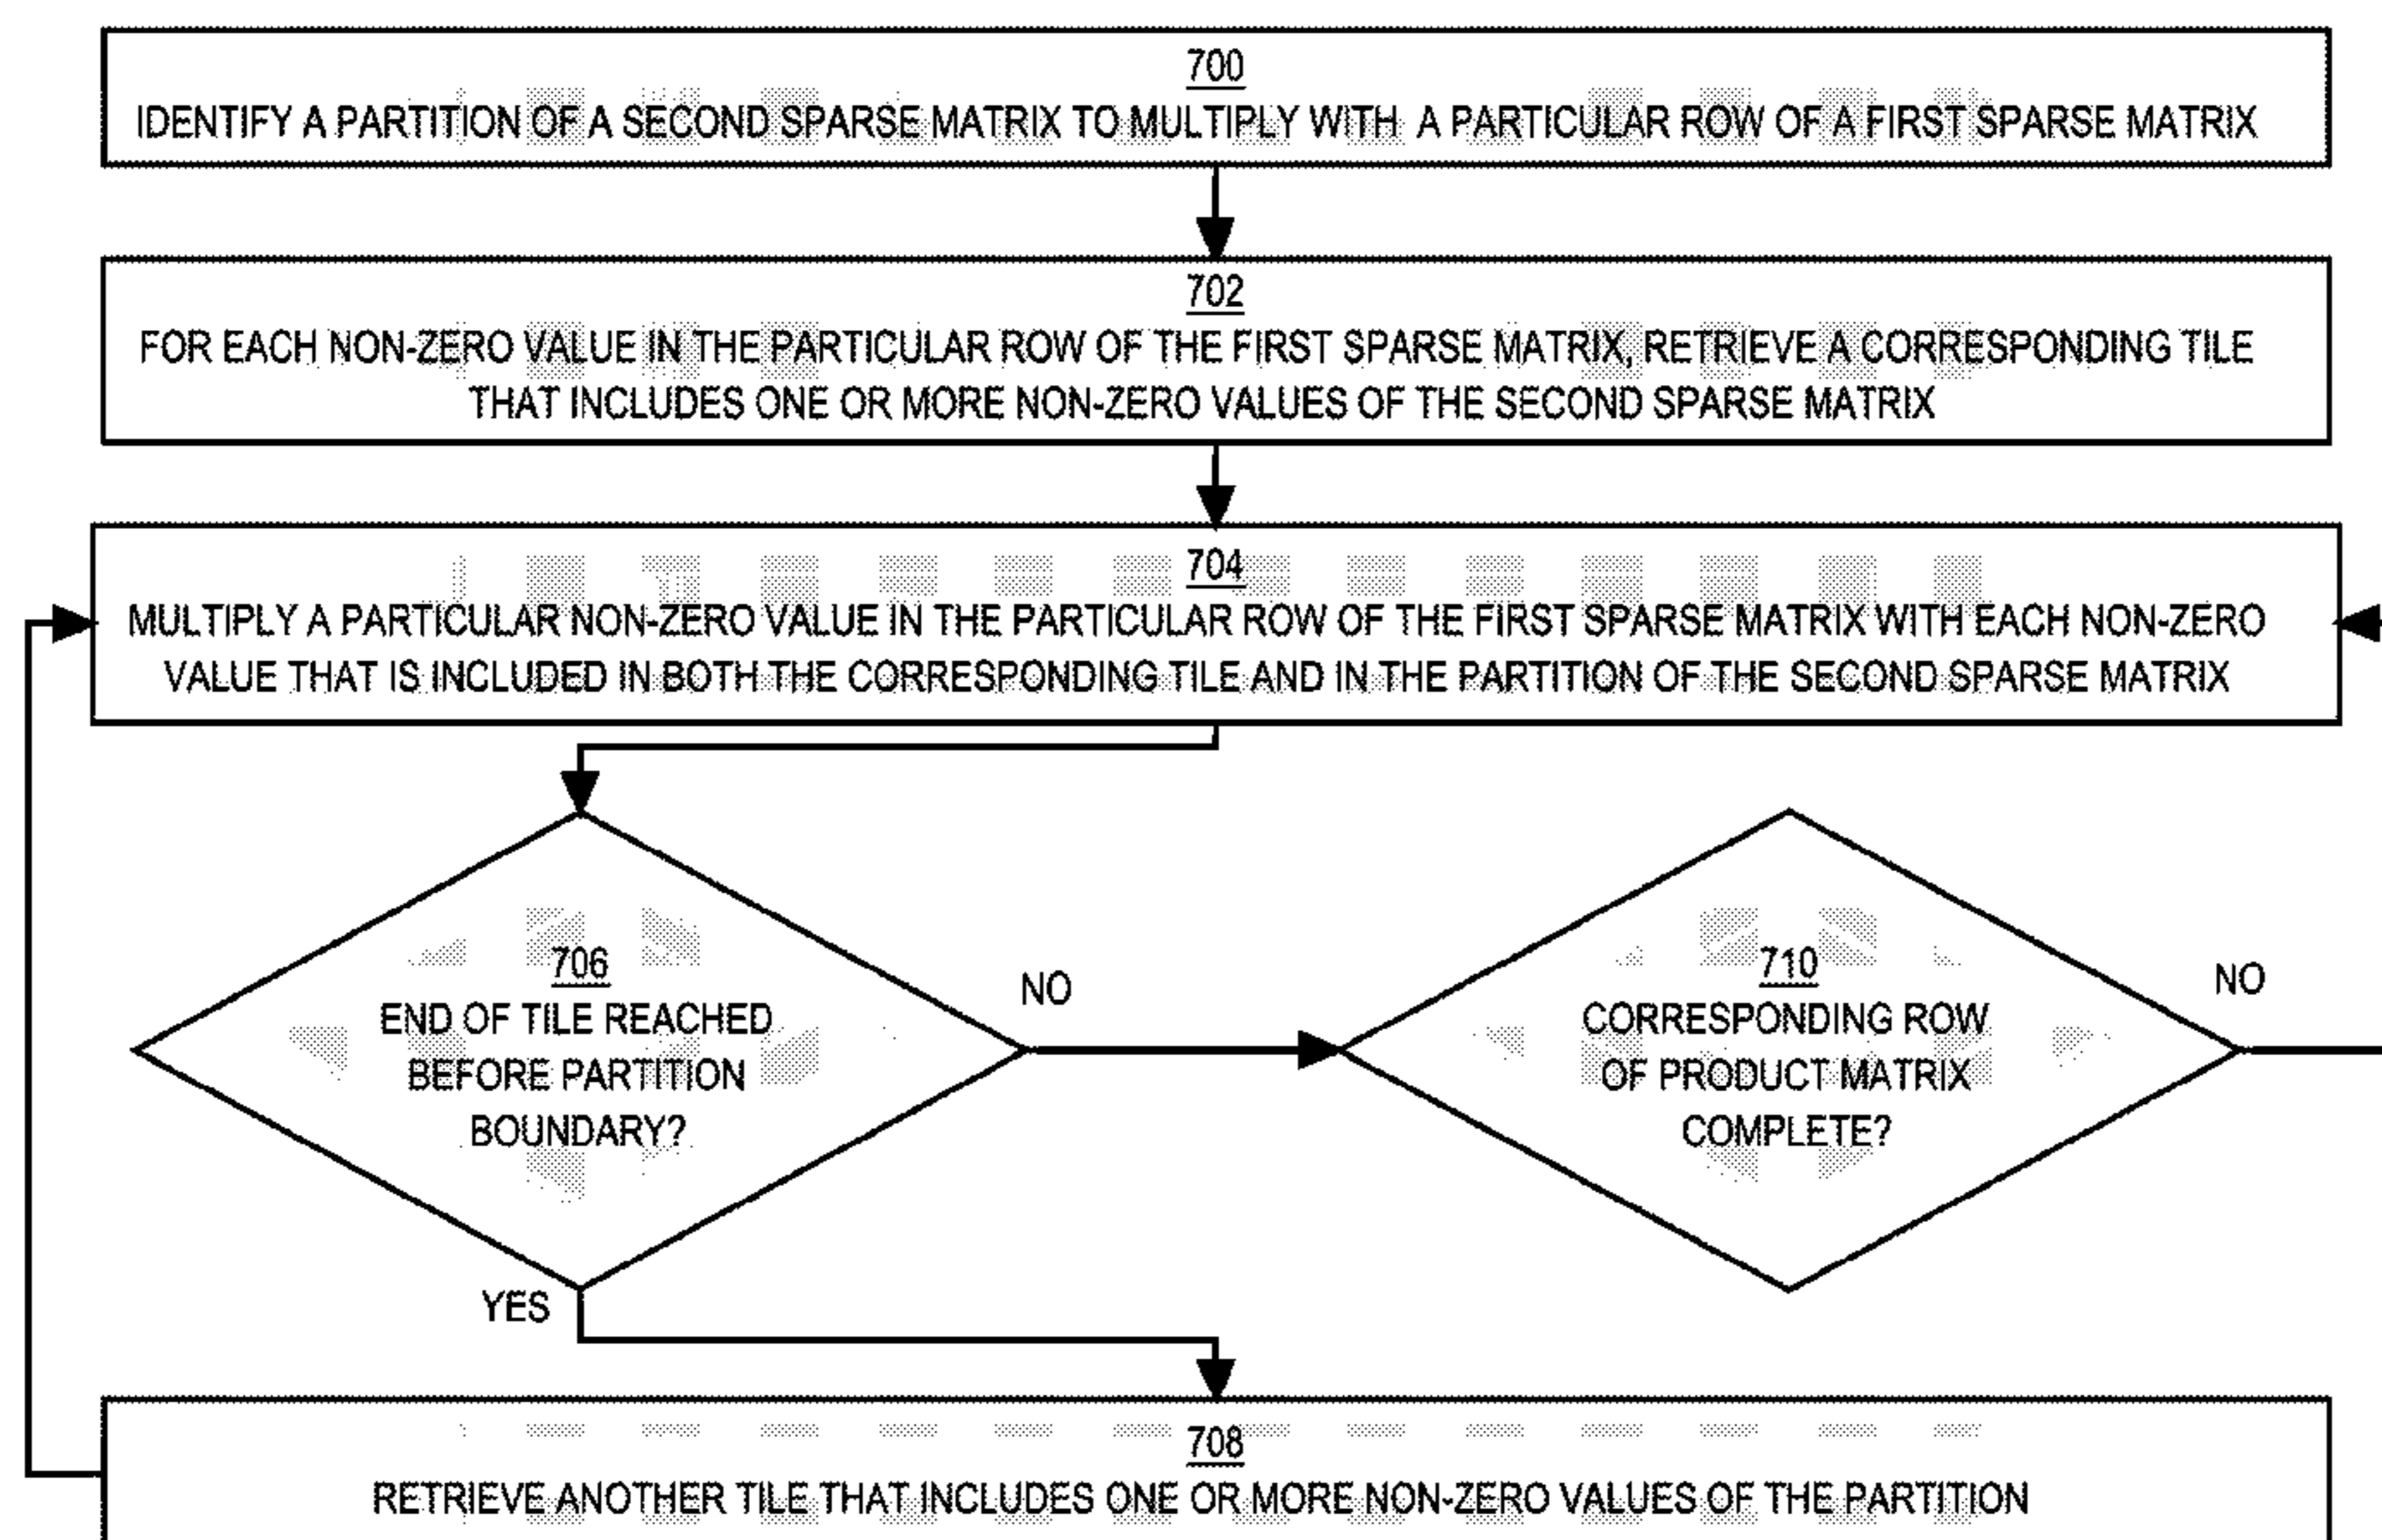 700
IDENTIFY A PARTITION OF A SECOND SPARSE MATRIX TO MULTIPLY WITH A PARTICULAR ROW OF A FIRST SPARSE MATRIX
702
FOR EACH NON-ZERO VALUE IN THE PARTICULAR ROW OF THE FIRST SPARSE MATRIX, RETRIEVE A CORRESPONDING TILE
THAT INCLUDES ONE OR MORE NON-ZERO VALUES OF THE SECOND SPARSE MATRIX
704
MULTIPLY A PARTICULAR NON-ZERO VALUE IN THE PARTICULAR ROW OF THE FIRST SPARSE MATRIX WITH EACH NON-ZERO
VALUE THAT IS INCLUDED IN BOTH THE CORRESPONDING TILE AND IN THE PARTITION OF THE SECOND SPARSE MATRIX
706
END OF TILE REACHED
BEFORE PARTITION
BOUNDARY?
NO
710
CORRESPONDING ROW
OF PRODUCT MATRIX
COMPLETE?
NO
YES
708
RETRIEVE ANOTHER TILE THAT INCLUDES ONE OR MORE NON-ZERO VALUES OF THE PARTITION